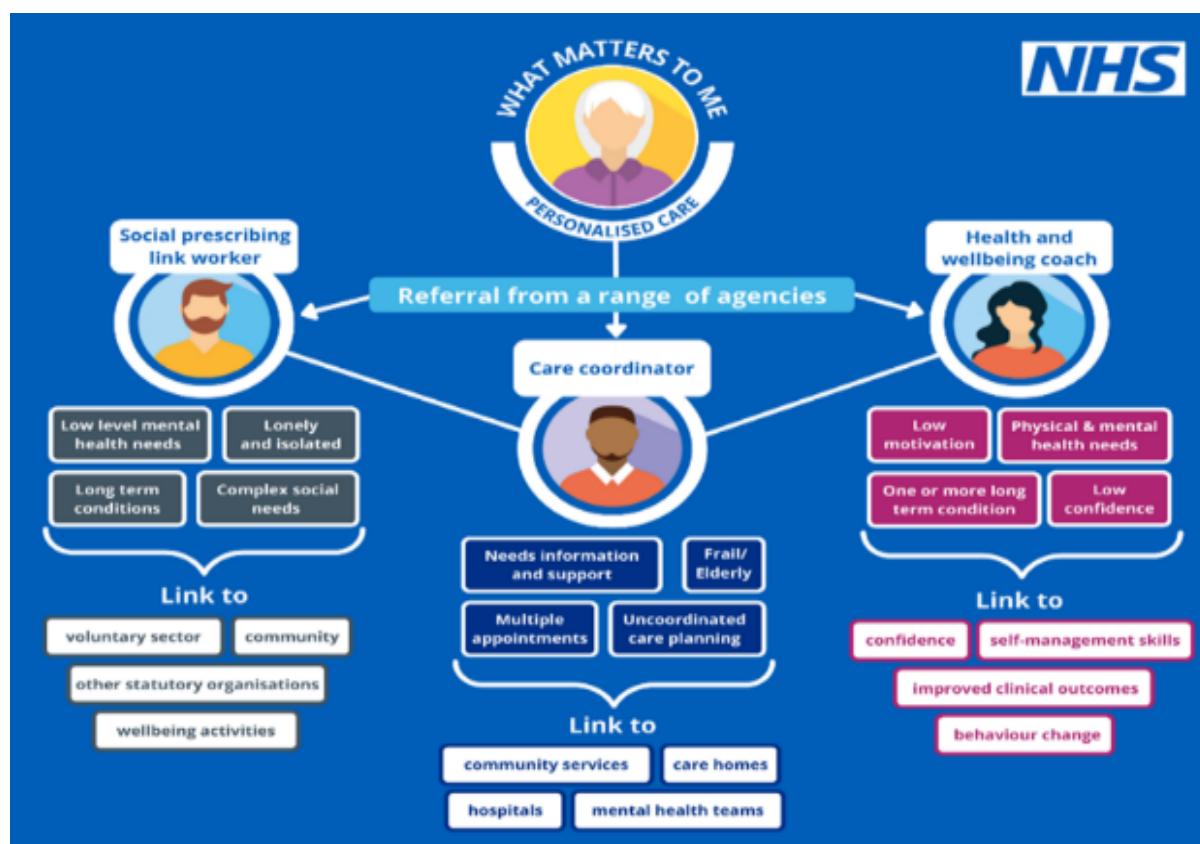 WHAT MATTERS TO ME
PERSONALISED CARE
NHS
Referral from a range of agencies
Social prescribing
link worker
Low level mental
health needs
Lonely
and isolated
Long term
conditions
Complex social
needs
Link to
voluntary sector
community
other statutory organisations
wellbeing activities
Care coordinator
Needs information
and support
Frail/
Elderly
Multiple
appointments
Uncoordinated
care planning
Link to
community services
care homes
hospitals
mental health teams
Health and
wellbeing coach
Low
motivation
Physical & mental
health needs
One or more long
term condition
Low
confidence
Link to
confidence
self-management skills
improved clinical outcomes
behaviour change